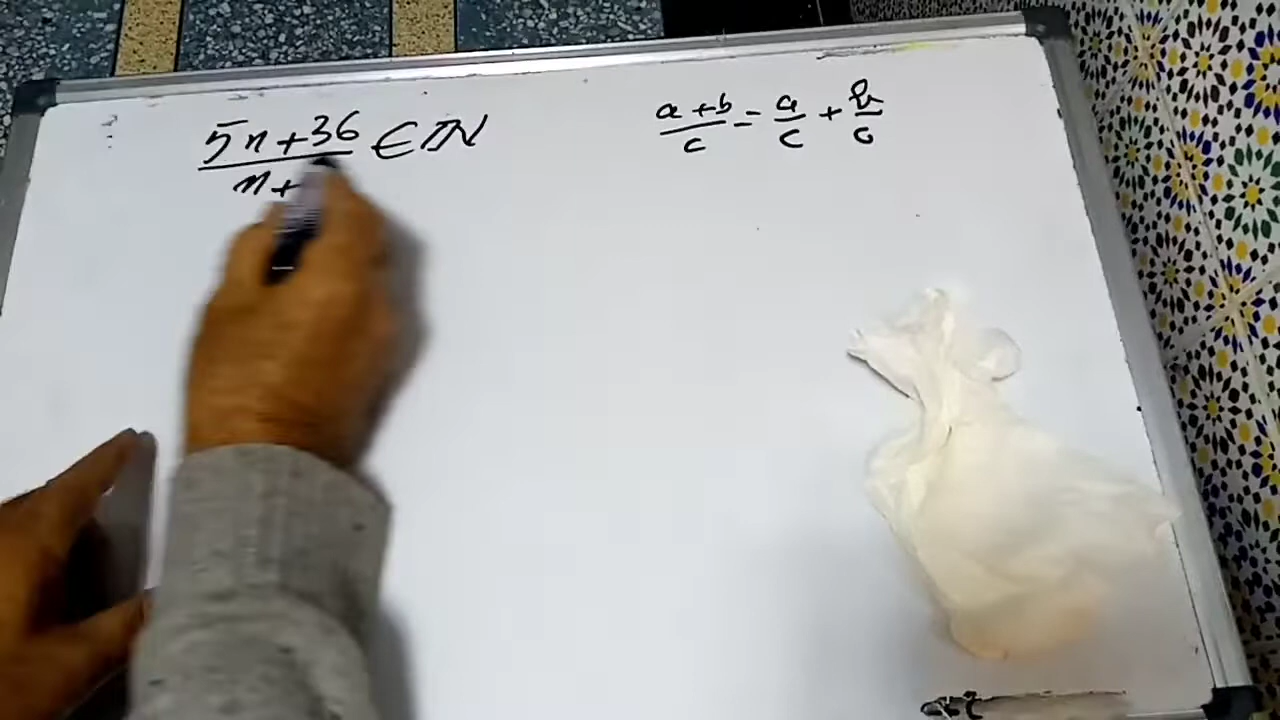 5n+36 / n+ ∈ ℕ
a+b / c = a/c + b/c